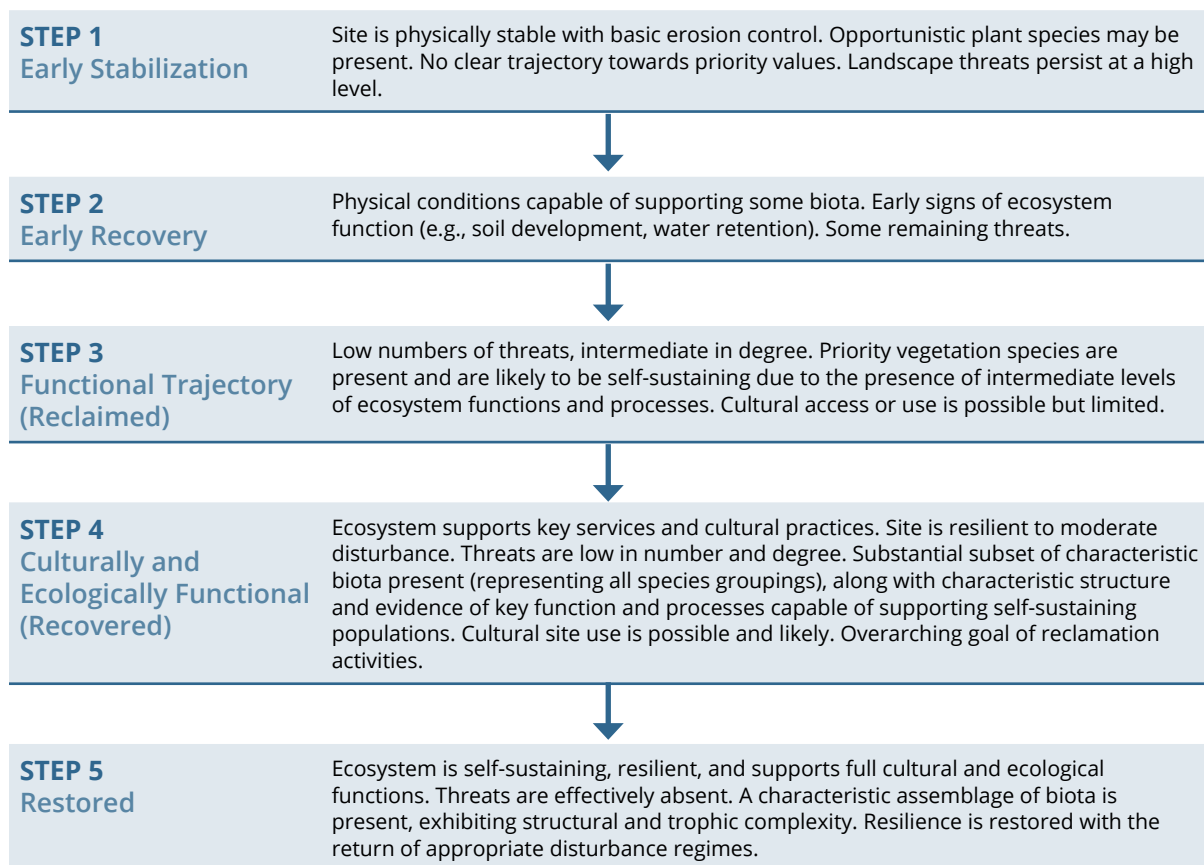 STEP 1
Early Stabilization
Site is physically stable with basic erosion control. Opportunistic plant species may be
present. No clear trajectory towards priority values. Landscape threats persist at a high
level.
STEP 2
Early Recovery
Physical conditions capable of supporting some biota. Early signs of ecosystem
function (e.g., soil development, water retention). Some remaining threats.
STEP 3
Functional Trajectory
(Reclaimed)
Low numbers of threats, intermediate in degree. Priority vegetation species are
present and are likely to be self-sustaining due to the presence of intermediate levels
of ecosystem functions and processes. Cultural access or use is possible but limited.
STEP 4
Culturally and
Ecologically Functional
(Recovered)
Ecosystem supports key services and cultural practices. Site is resilient to moderate
disturbance. Threats are low in number and degree. Substantial subset of characteristic
biota present (representing all species groupings), along with characteristic structure
and evidence of key function and processes capable of supporting self-sustaining
populations. Cultural site use is possible and likely. Overarching goal of reclamation
activities.
STEP 5
Restored
Ecosystem is self-sustaining, resilient, and supports full cultural and ecological
functions. Threats are effectively absent. A characteristic assemblage of biota is
present, exhibiting structural and trophic complexity. Resilience is restored with the
return of appropriate disturbance regimes.